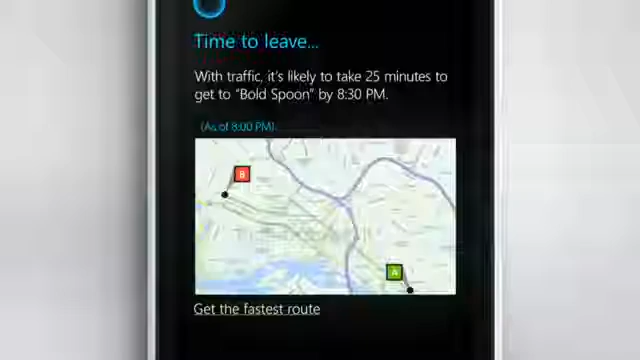 Time to leave...
With traffic, it's likely to take 25 minutes to
get to “Bold Spoon” by 8:30 PM.
(As of 8:00 PM)
B
A
Get the fastest route